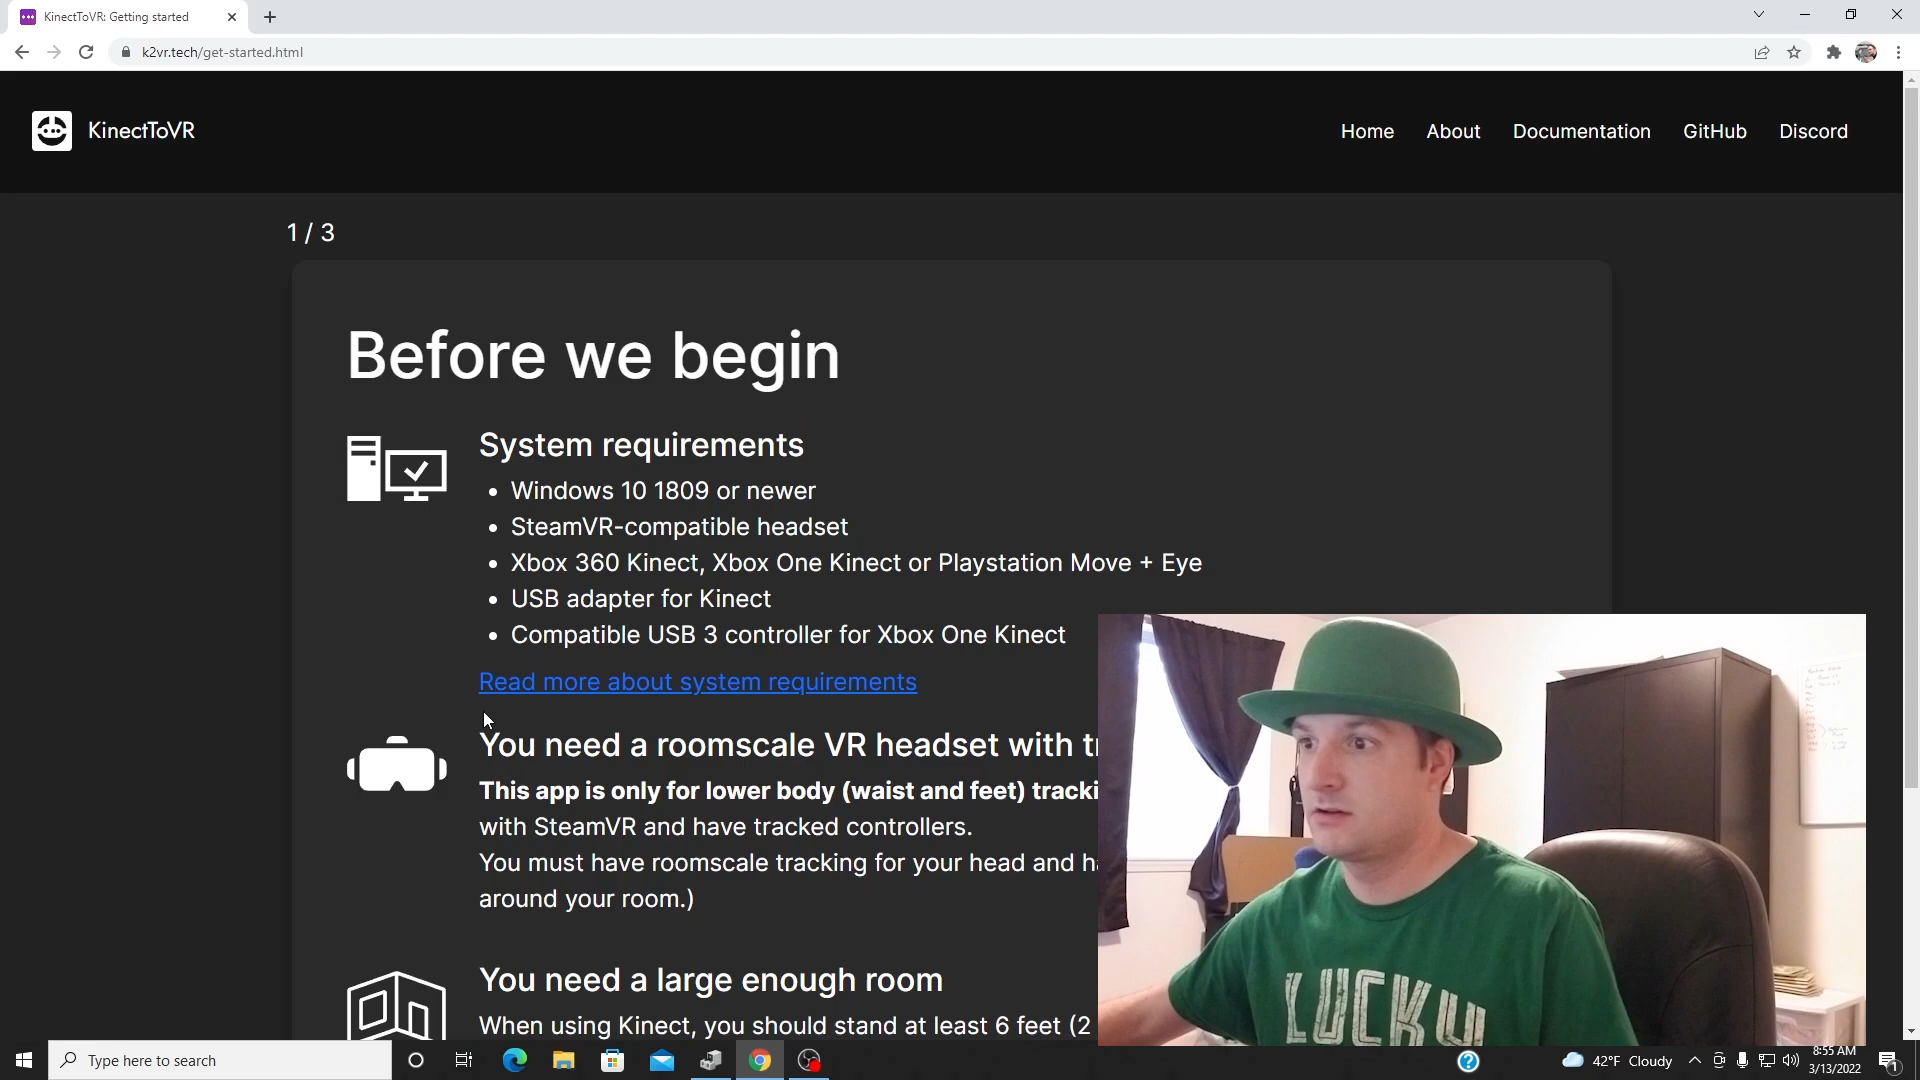 KinectToVR: Getting started
k2vr.tech/get-started.html
KinectToVR
Home About Documentation GitHub Discord
1 / 3
Before we begin
System requirements
Windows 10 1809 or newer
SteamVR-compatible headset
Xbox 360 Kinect, Xbox One Kinect or Playstation Move + Eye
USB adapter for Kinect
Compatible USB 3 controller for Xbox One Kinect
Read more about system requirements
You need a roomscale VR headset with
This app is only for lower body (waist and feet)
with SteamVR and have tracked controllers.
You must have roomscale tracking for your head and
around your room.)
You need a large enough room
When using Kinect, you should stand at least 6 feet (2
LUCKY
Type here to search
42°F Cloudy
8:55 AM
3/13/2022
1